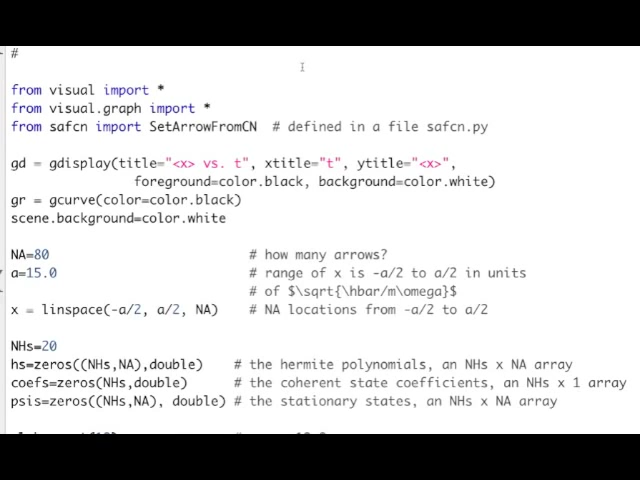 #
from visual import *
from visual.graph import *
from safcn import SetArrowFromCN  # defined in a file safcn.py
gd = gdisplay(title="<x> vs. t", xtitle="t", ytitle="<x>",
foreground=color.black, background=color.white)
gr = gcurve(color=color.black)
scene.background=color.white
NA=80 # how many arrows?
a=15.0 # range of x is -a/2 to a/2 in units
# of $\sqrt{\hbar/m\omega}$
x = linspace(-a/2, a/2, NA) # NA locations from -a/2 to a/2
NHs=20
hs=zeros((NHs,NA),double) # the hermite polynomials, an NHs x NA array
coefs=zeros(NHs,double) # the coherent state coefficients, an NHs x 1 array
psis=zeros((NHs,NA), double) # the stationary states, an NHs x NA array